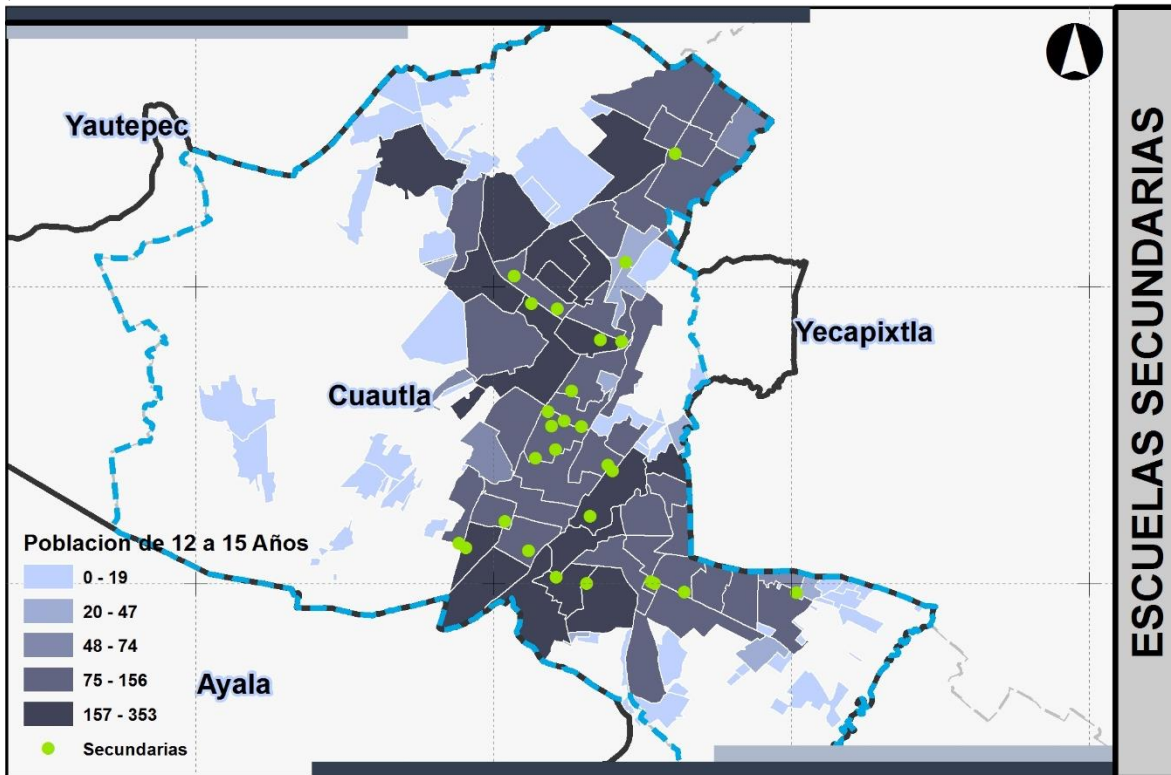 ESCUELAS SECUNDARIAS
Yautepec
Yecapixtla
Cuautla
Ayala
Poblacion de 12 a 15 Años
0 - 19
20 - 47
48 - 74
75 - 156
157 - 353
Secundarias